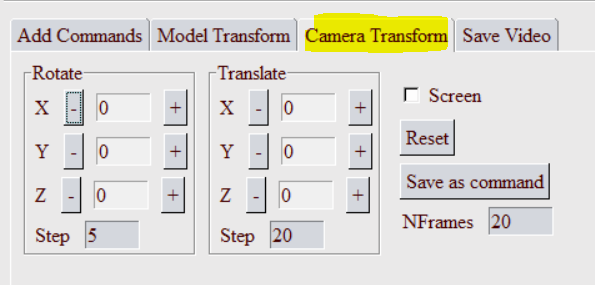 Add Commands Model Transform Camera Transform Save Video
Rotate Translate
X - 0 + X - 0 + Screen
Y - 0 + Y - 0 + Reset
Z - 0 + Z - 0 + Save as command
Step 5 Step 20 NFrames 20